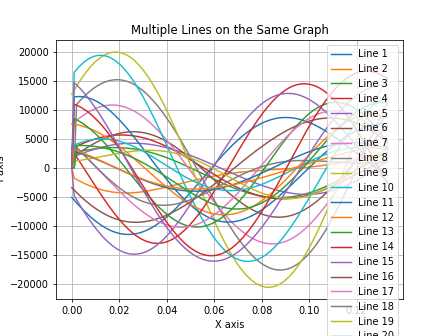 Multiple Lines on the Same Graph
20000
15000
10000
5000
0
−5000
−10000
−15000
−20000
0.00 0.02 0.04 0.06 0.08 0.10
X axis
Line 1
Line 2
Line 3
Line 4
Line 5
Line 6
Line 7
Line 8
Line 9
Line 10
Line 11
Line 12
Line 13
Line 14
Line 15
Line 16
Line 17
Line 18
Line 19
Line 20